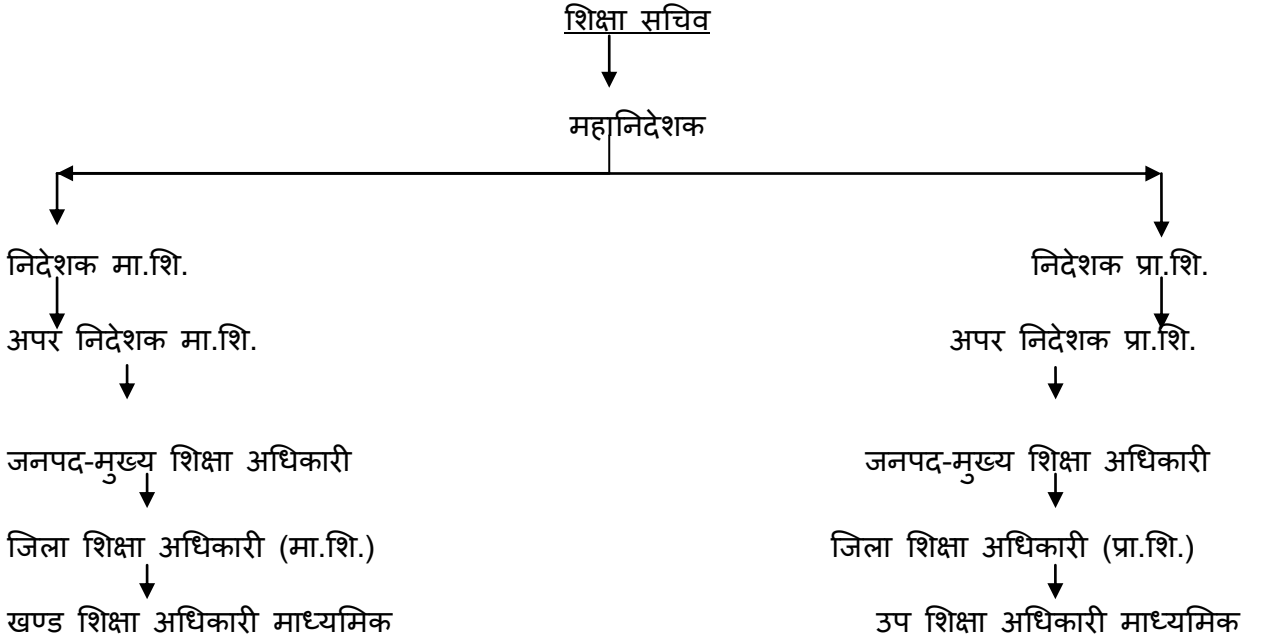 शिक्षा सचिव
महानिदेशक
निदेशक मा.शि.
निदेशक प्रा.शि.
अपर निदेशक मा.शि.
अपर निदेशक प्रा.शि.
जनपद-मुख्य शिक्षा अधिकारी
जनपद-मुख्य शिक्षा अधिकारी
जिला शिक्षा अधिकारी (मा.शि.)
जिला शिक्षा अधिकारी (प्रा.शि.)
खण्ड शिक्षा अधिकारी माध्यमिक
उप शिक्षा अधिकारी माध्यमिक